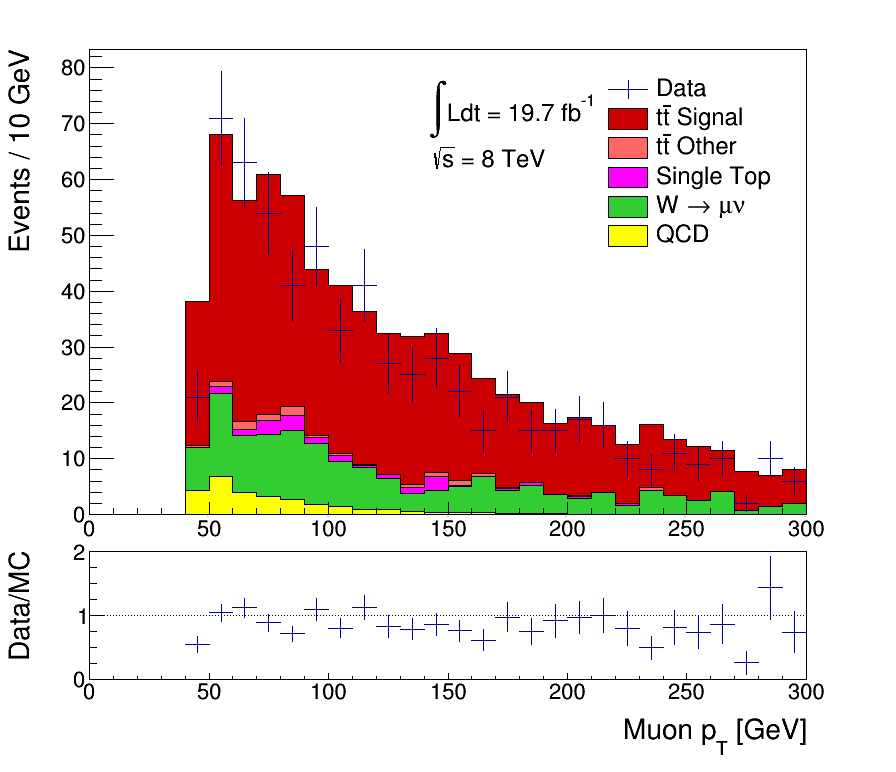 Events / 10 GeV
80
70
60
50
40
30
20
10
0
0 50 100 150 200 250 300
∫Ldt = 19.7 fb⁻¹
√s = 8 TeV
Data
tt̄ Signal
tt̄ Other
Single Top
W → μν
QCD
Data/MC
2
1
0
0 50 100 150 200 250 300
Muon p_T [GeV]